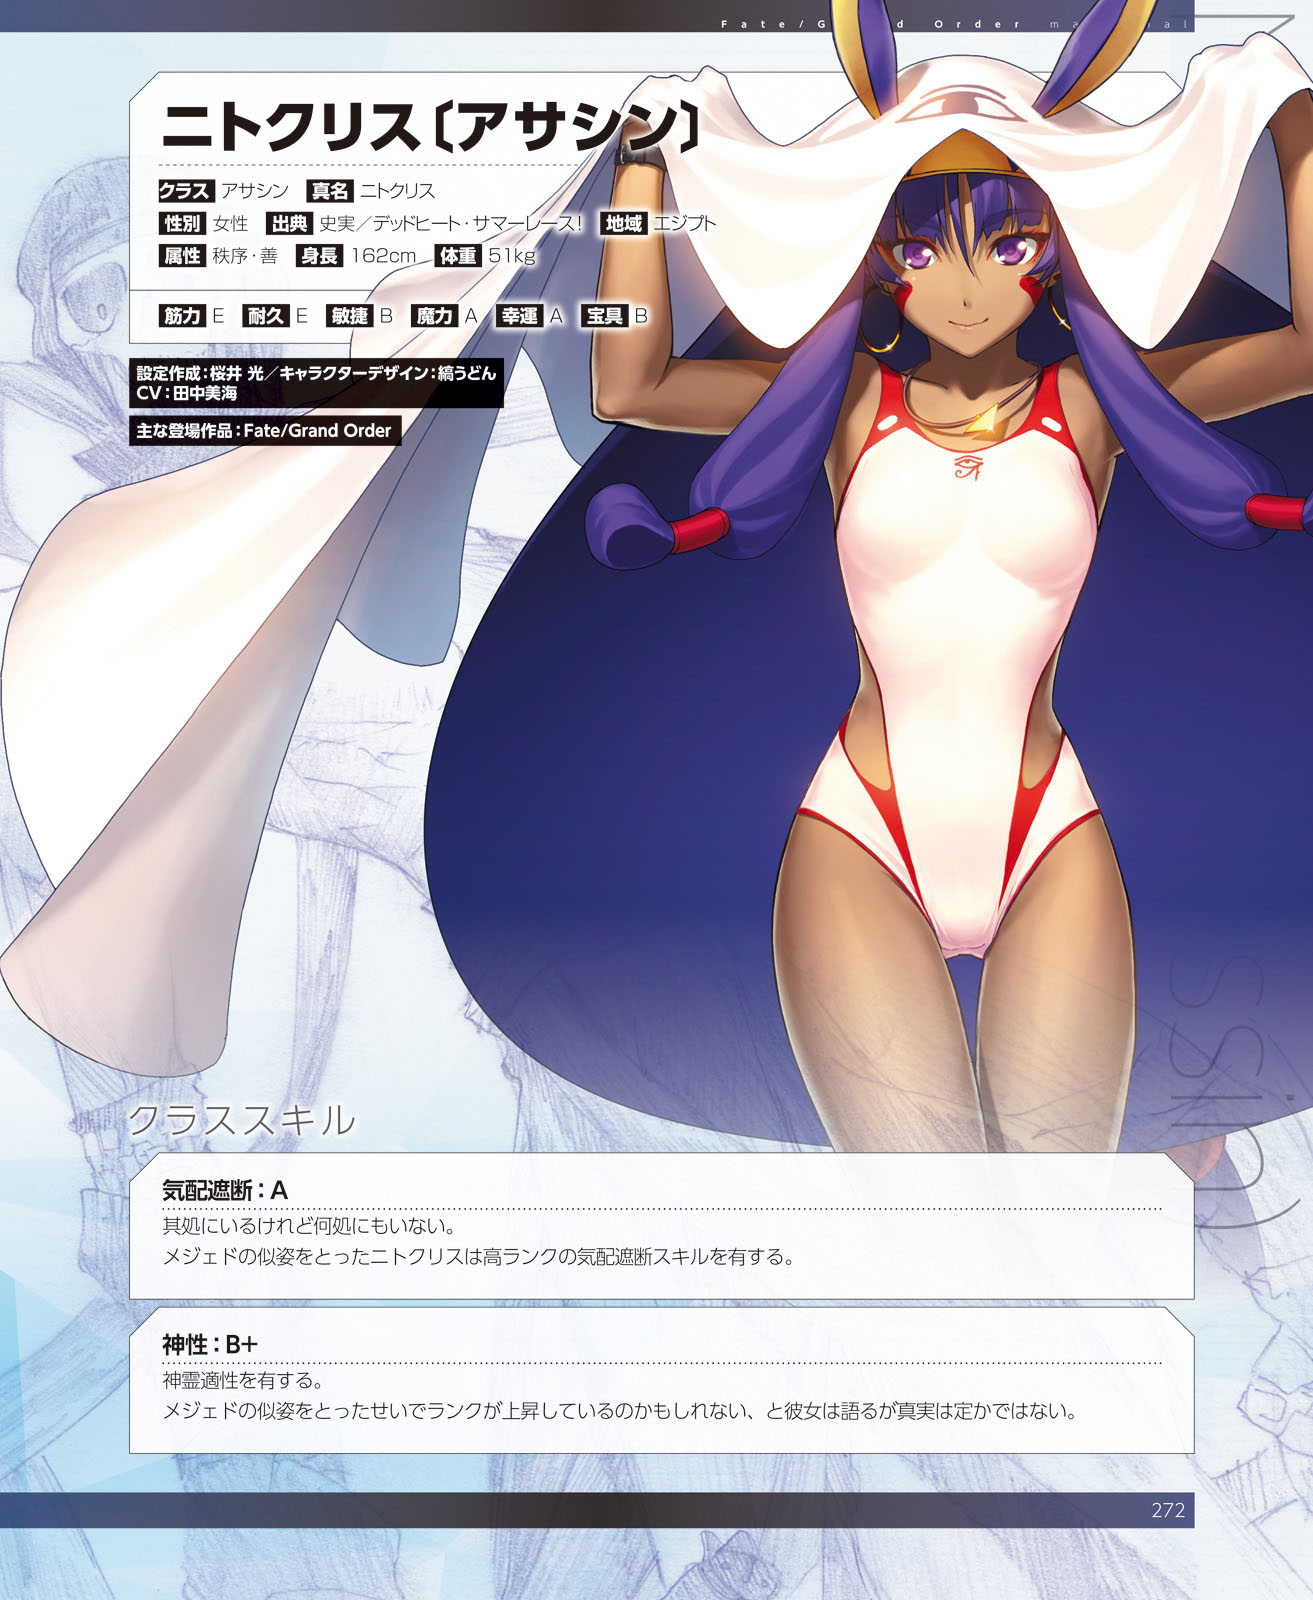 Fate/G d Order
ニトクリス〔アサシン〕
クラス アサシン 真名 ニトクリス
性別 女性 出典 史実／デッドヒート・サマーレース！ 地域 エジプト
属性 秩序・善 身長 162cm 体重 51kg
筋力 E 耐久 E 敏捷 B 魔力 A 幸運 A 宝具 B
設定作成：桜井 光／キャラクターデザイン：縞うどん
CV：田中美海
主な登場作品：Fate/Grand Order
クラススキル
気配遮断：A
其処にいるけれど何処にもいない。
メジェドの似姿をとったニトクリスは高ランクの気配遮断スキルを有する。
神性：B+
神霊適性を有する。
メジェドの似姿をとったせいでランクが上昇しているのかもしれない、と彼女は語るが真実は定かではない。
272